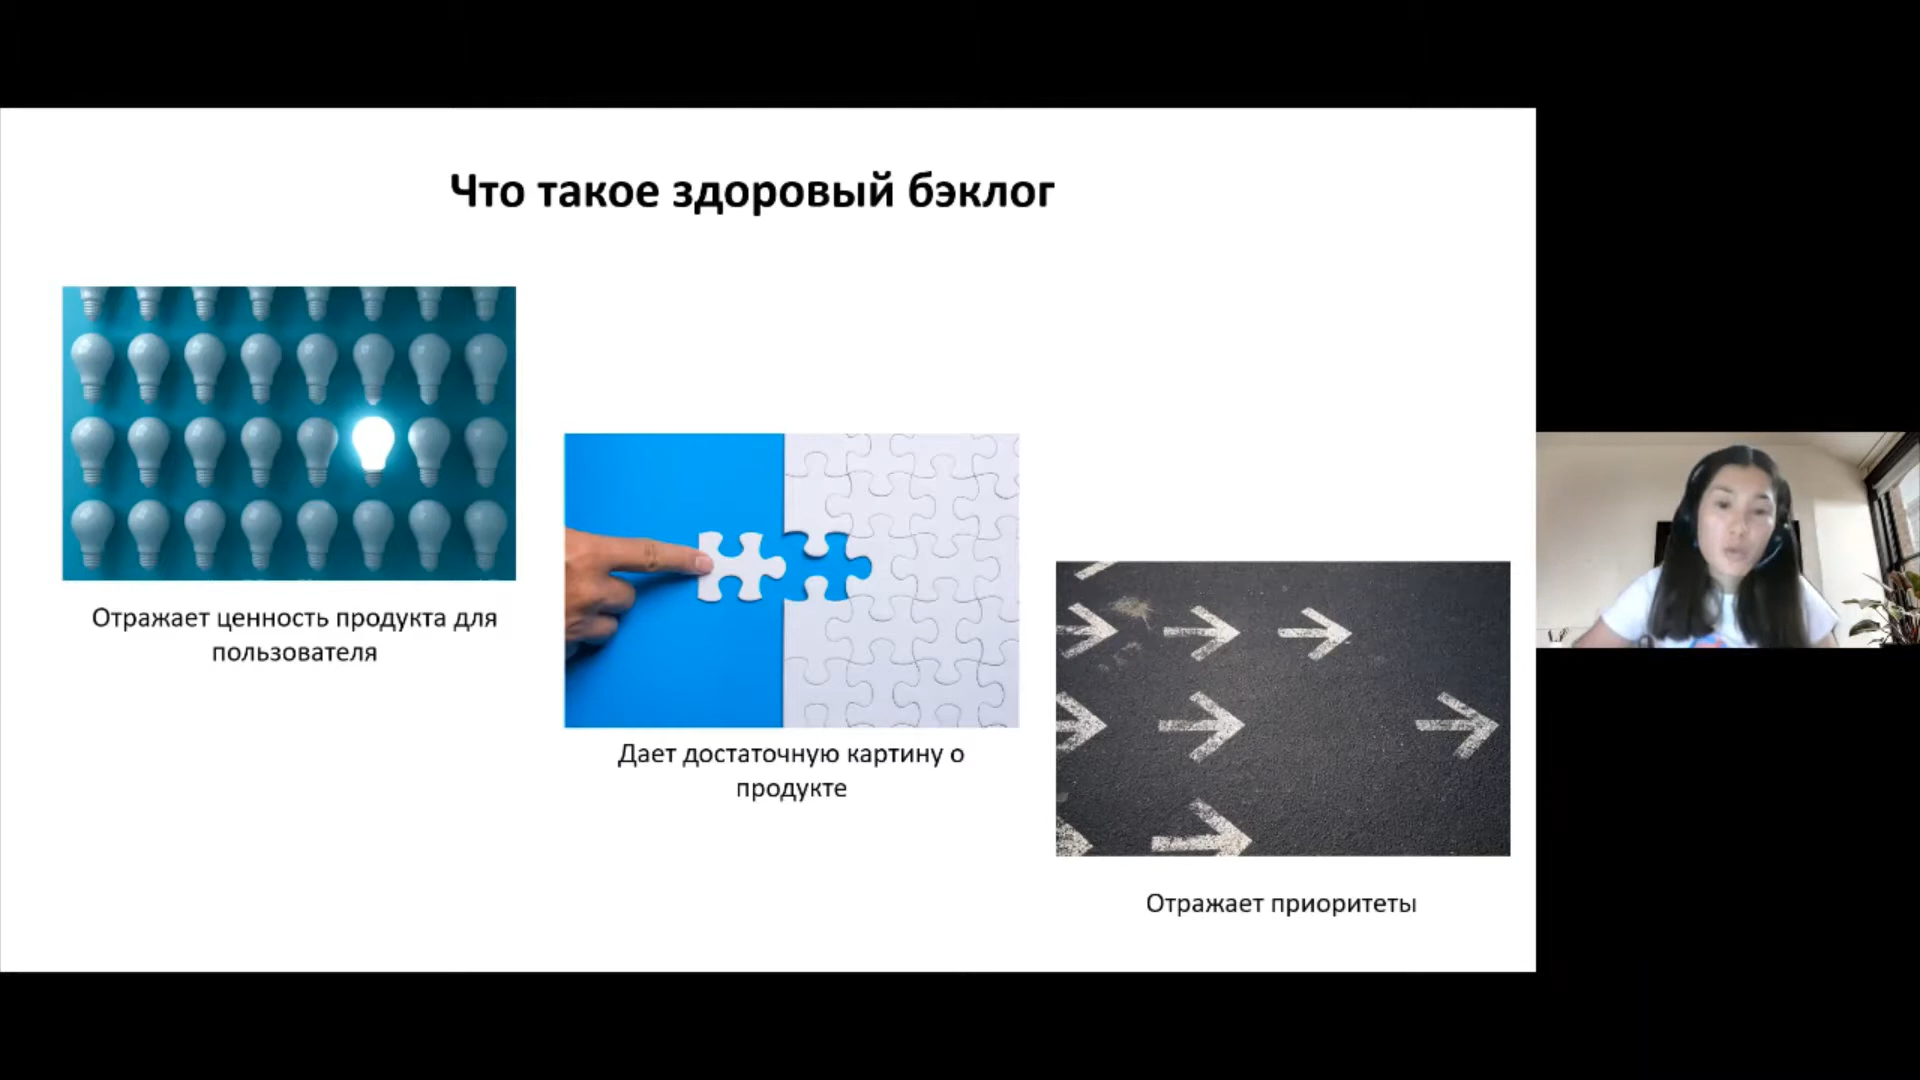 Что такое здоровый бэклог
Отражает ценность продукта для
пользователя
Дает достаточную картину о
продукте
Отражает приоритеты